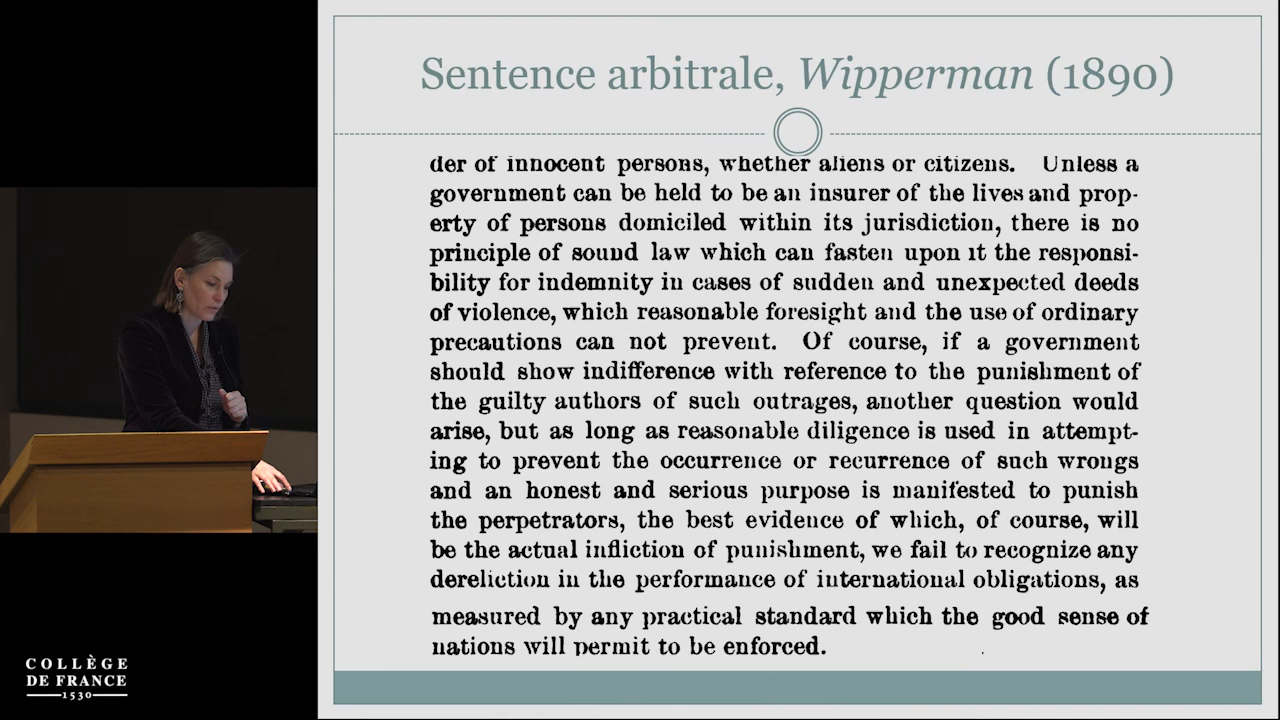 Sentence arbitrale, Wipperman (1890)
der of innocent persons, whether aliens or citizens. Unless a
government can be held to be an insurer of the lives and prop-
erty of persons domiciled within its jurisdiction, there is no
principle of sound law which can fasten upon it the responsi-
bility for indemnity in cases of sudden and unexpected deeds
of violence, which reasonable foresight and the use of ordinary
precautions can not prevent. Of course, if a government
should show indifference with reference to the punishment of
the guilty authors of such outrages, another question would
arise, but as long as reasonable diligence is used in attempt-
ing to prevent the occurrence or recurrence of such wrongs
and an honest and serious purpose is manifested to punish
the perpetrators, the best evidence of which, of course, will
be the actual infliction of punishment, we fail to recognize any
dereliction in the performance of international obligations, as
measured by any practical standard which the good sense of
nations will permit to be enforced.
COLLÈGE
DE FRANCE
1530